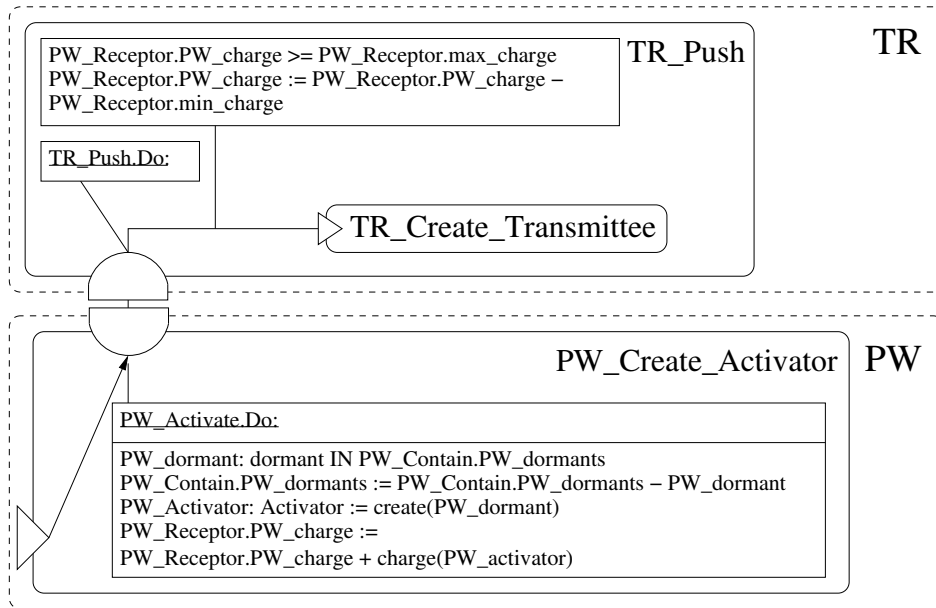 TR
TR_Push
PW_Receptor.PW_charge >= PW_Receptor.max_charge
PW_Receptor.PW_charge := PW_Receptor.PW_charge −
PW_Receptor.min_charge
TR_Push.Do:
TR_Create_Transmittee
PW
PW_Create_Activator
PW_Activate.Do:
PW_dormant: dormant IN PW_Contain.PW_dormants
PW_Contain.PW_dormants := PW_Contain.PW_dormants − PW_dormant
PW_Activator: Activator := create(PW_dormant)
PW_Receptor.PW_charge :=
PW_Receptor.PW_charge + charge(PW_activator)